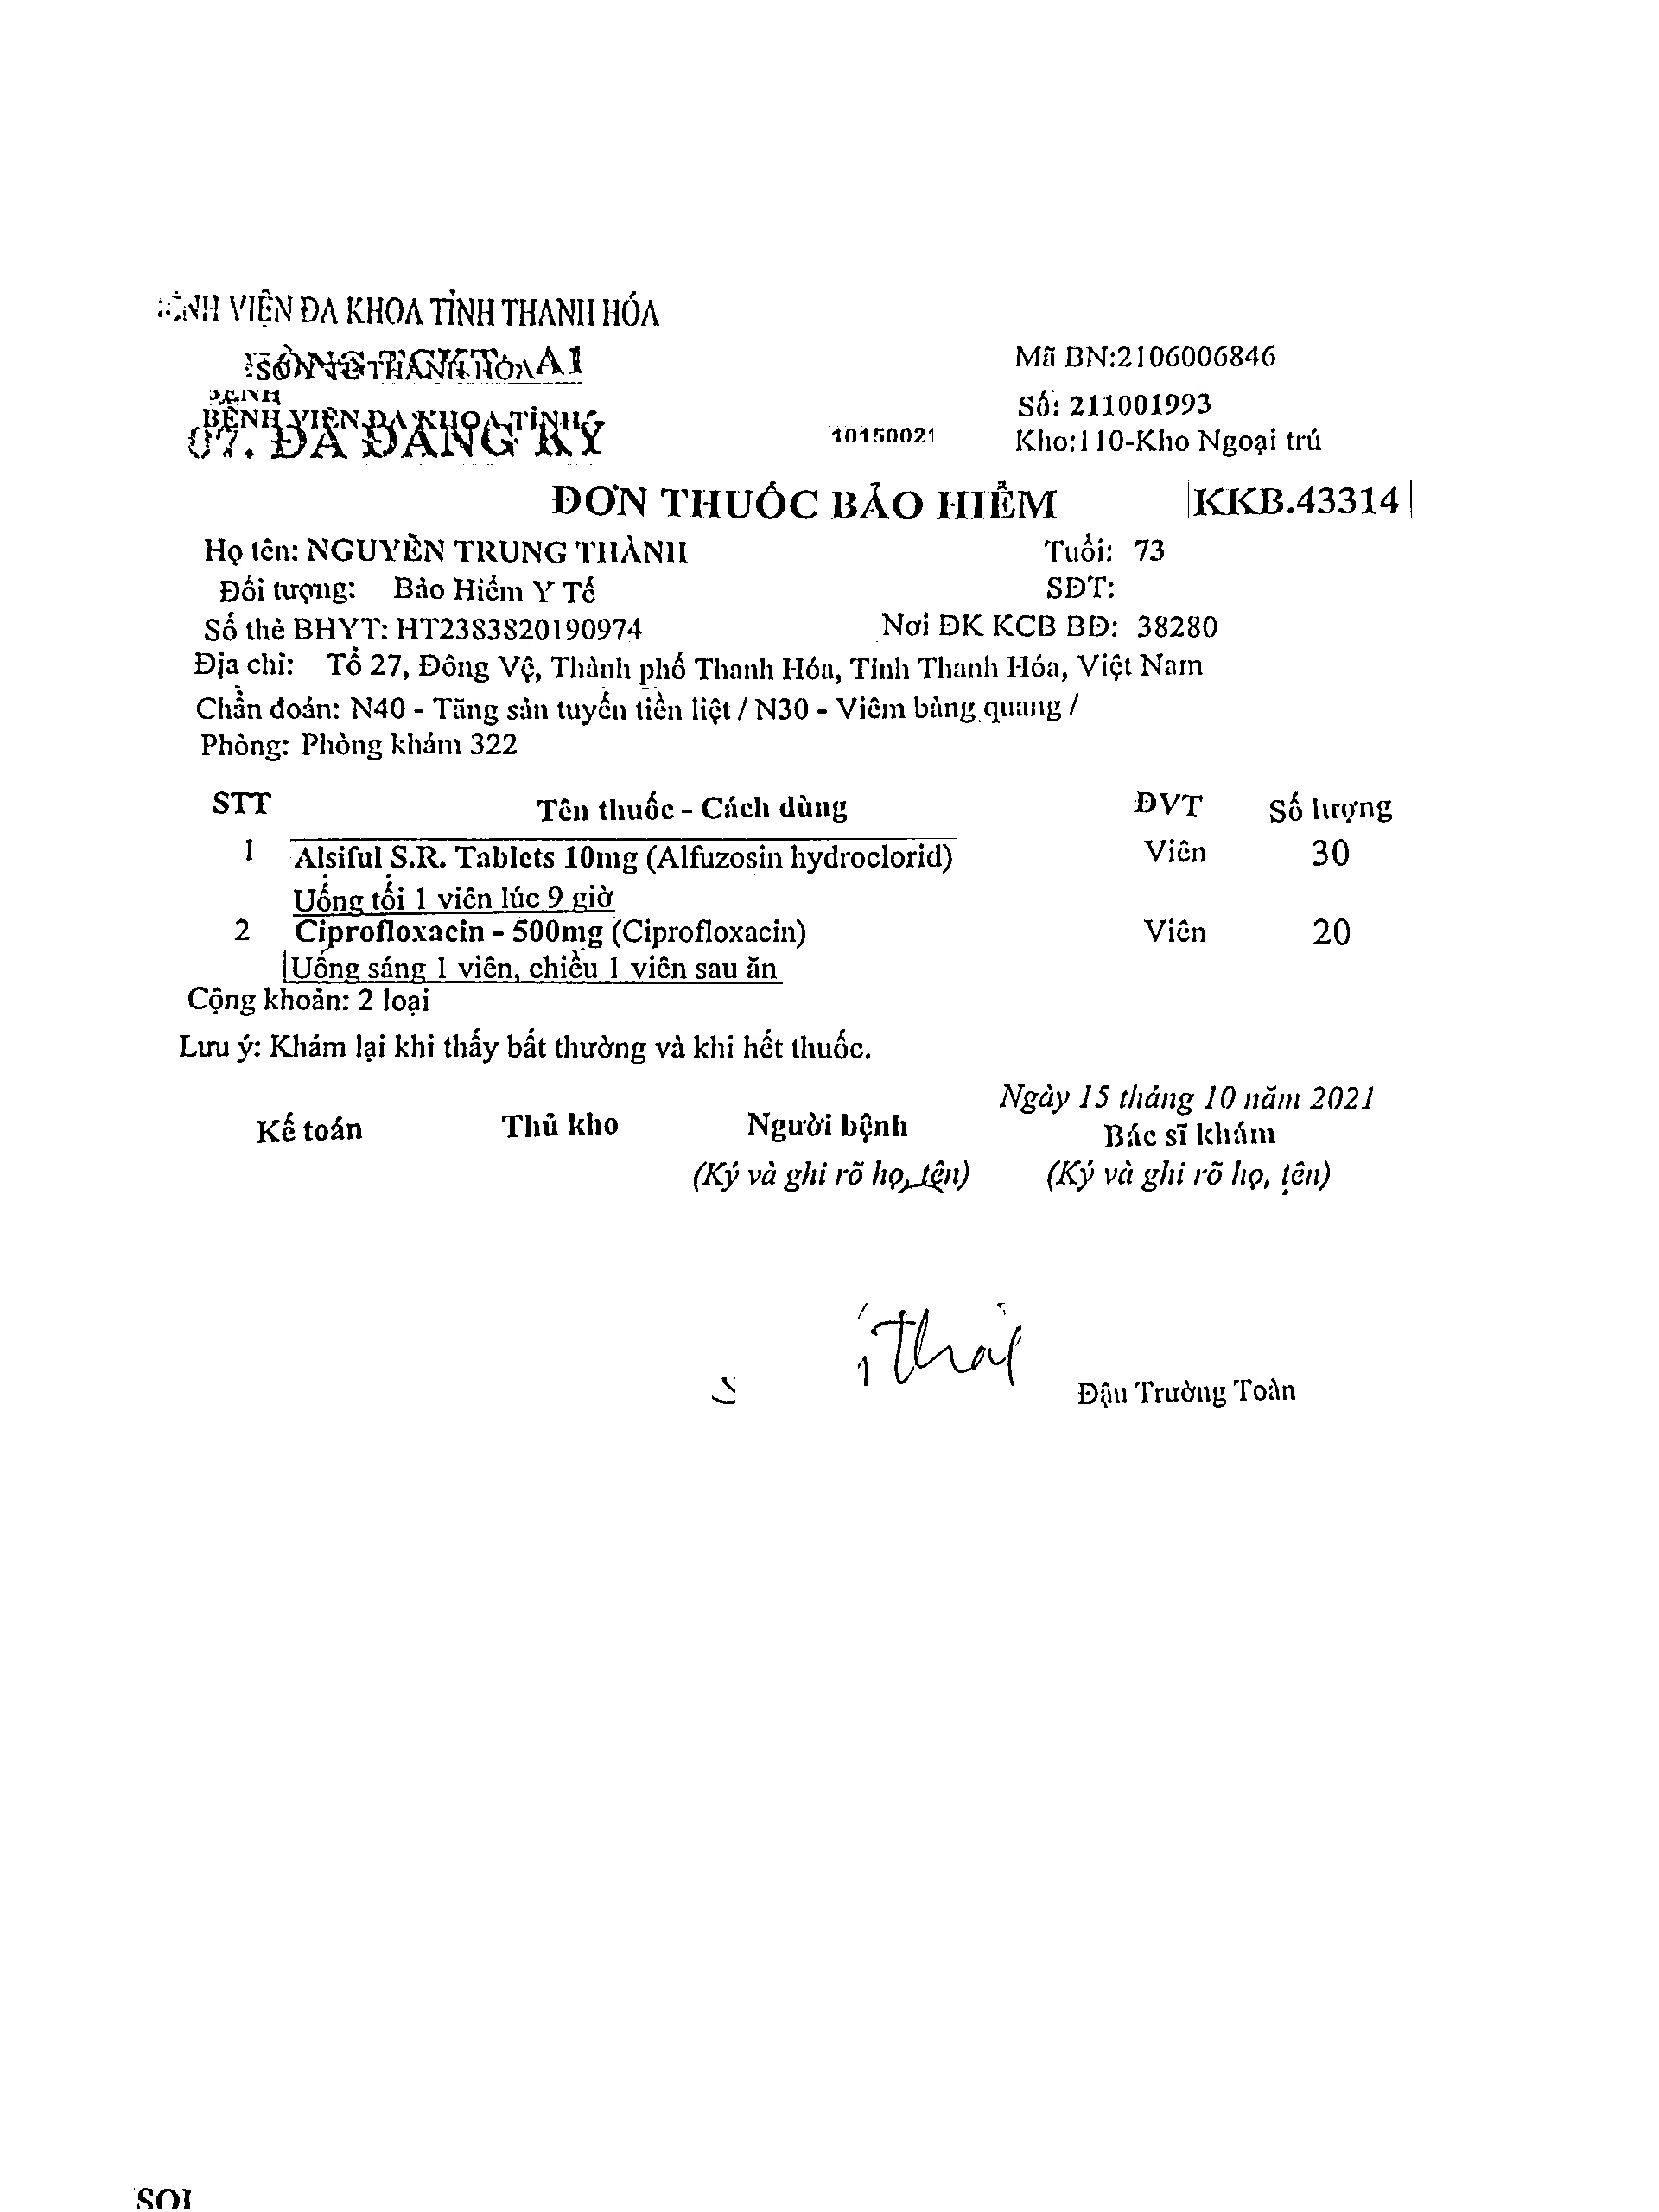 BỆNH VIỆN ĐA KHOA TỈNH THANH HÓA
A1
Mã BN:2106006846
BỆNH VIỆN ĐA KHOA TỈNH
07. ĐÃ ĐĂNG KÝ
10150021
Số: 211001993
Kho:110-Kho Ngoại trú
ĐƠN THUỐC BẢO HIỂM
KKB.43314
Họ tên: NGUYỄN TRUNG THÀNH
Tuổi: 73
Đối tượng: Bảo Hiểm Y Tế
SĐT:
Số thẻ BHYT: HT2383820190974
Nơi ĐK KCB BĐ: 38280
Địa chỉ: Tổ 27, Đông Vệ, Thành phố Thanh Hóa, Tỉnh Thanh Hóa, Việt Nam
Chẩn đoán: N40 - Tăng sản tuyến tiền liệt / N30 - Viêm bàng quang /
Phòng: Phòng khám 322
STT Tên thuốc - Cách dùng ĐVT Số lượng
1 Alsiful S.R. Tablets 10mg (Alfuzosin hydroclorid) Viên 30
Uống tối 1 viên lúc 9 giờ
2 Ciprofloxacin - 500mg (Ciprofloxacin) Viên 20
Uống sáng 1 viên, chiều 1 viên sau ăn
Cộng khoản: 2 loại
Lưu ý: Khám lại khi thấy bất thường và khi hết thuốc.
Ngày 15 tháng 10 năm 2021
Kế toán Thủ kho Người bệnh Bác sĩ khám
(Ký và ghi rõ họ, tên) (Ký và ghi rõ họ, tên)
Đậu Trường Toàn